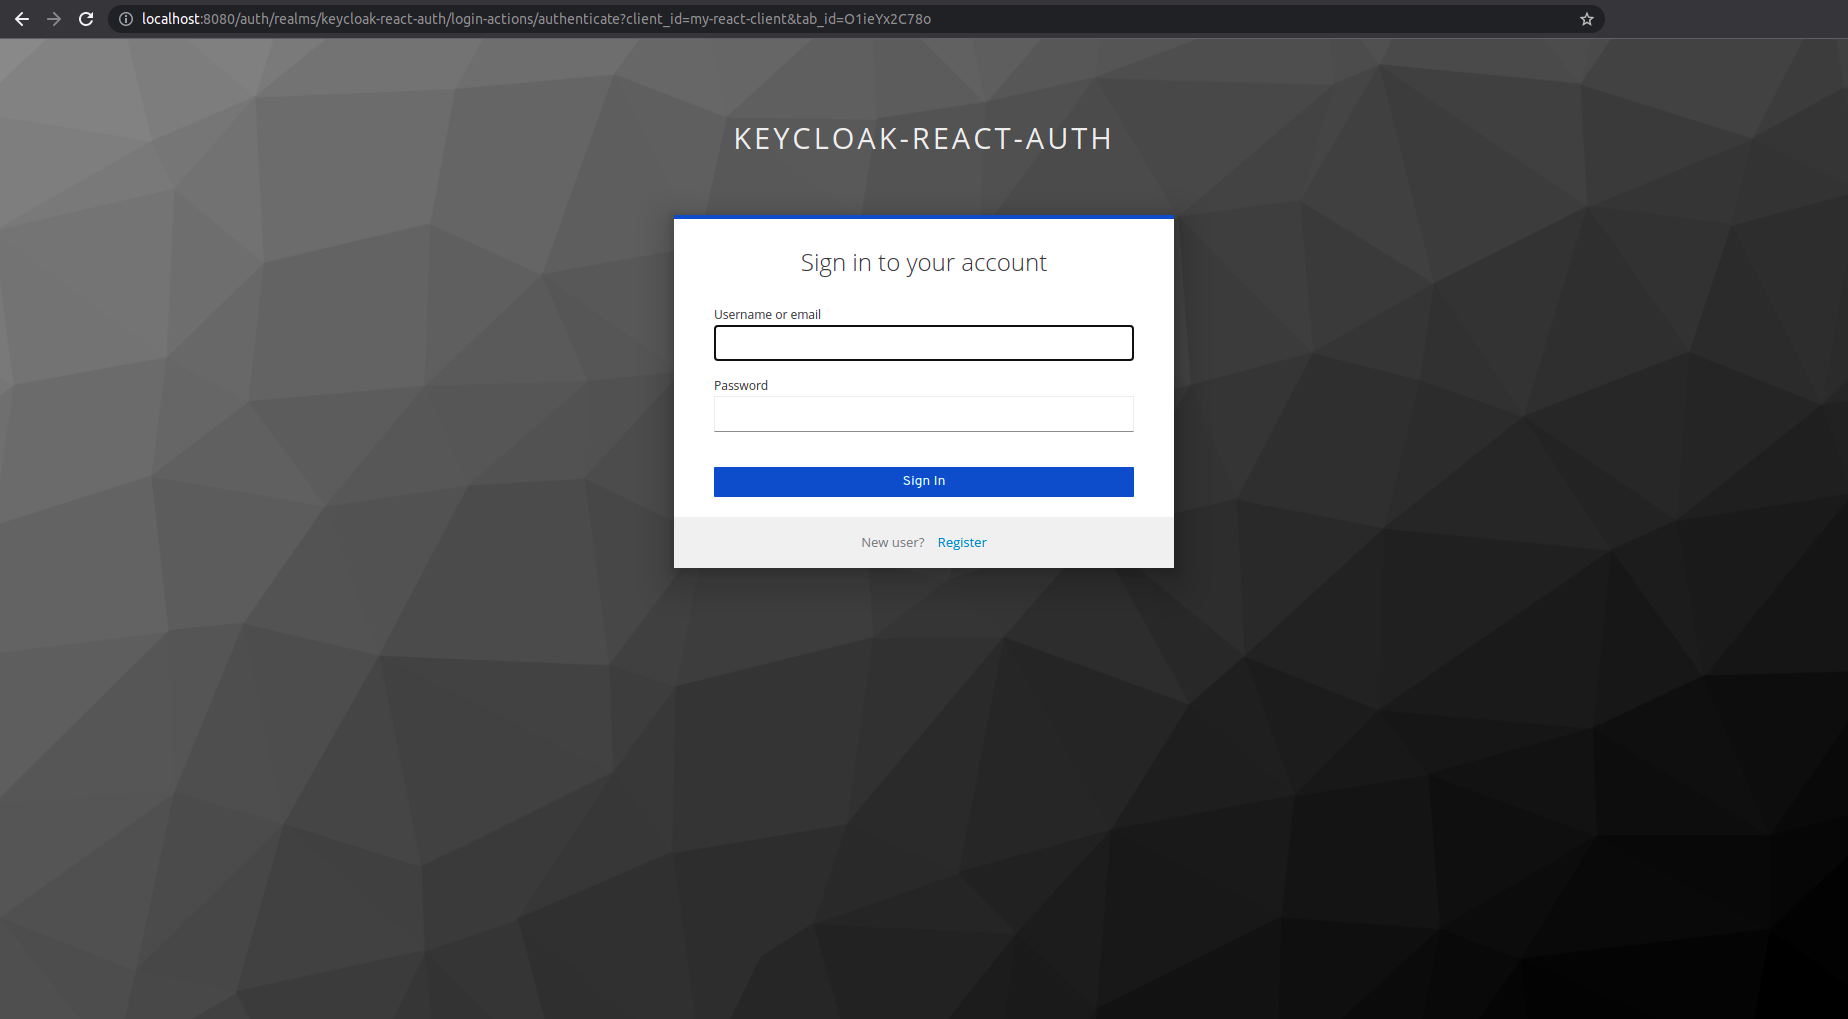 localhost:8080/auth/realms/keycloak-react-auth/login-actions/authenticate?client_id=my-react-client&tab_id=O1ieYx2C78o
KEYCLOAK-REACT-AUTH
Sign in to your account
Username or email
Password
Sign In
New user? Register